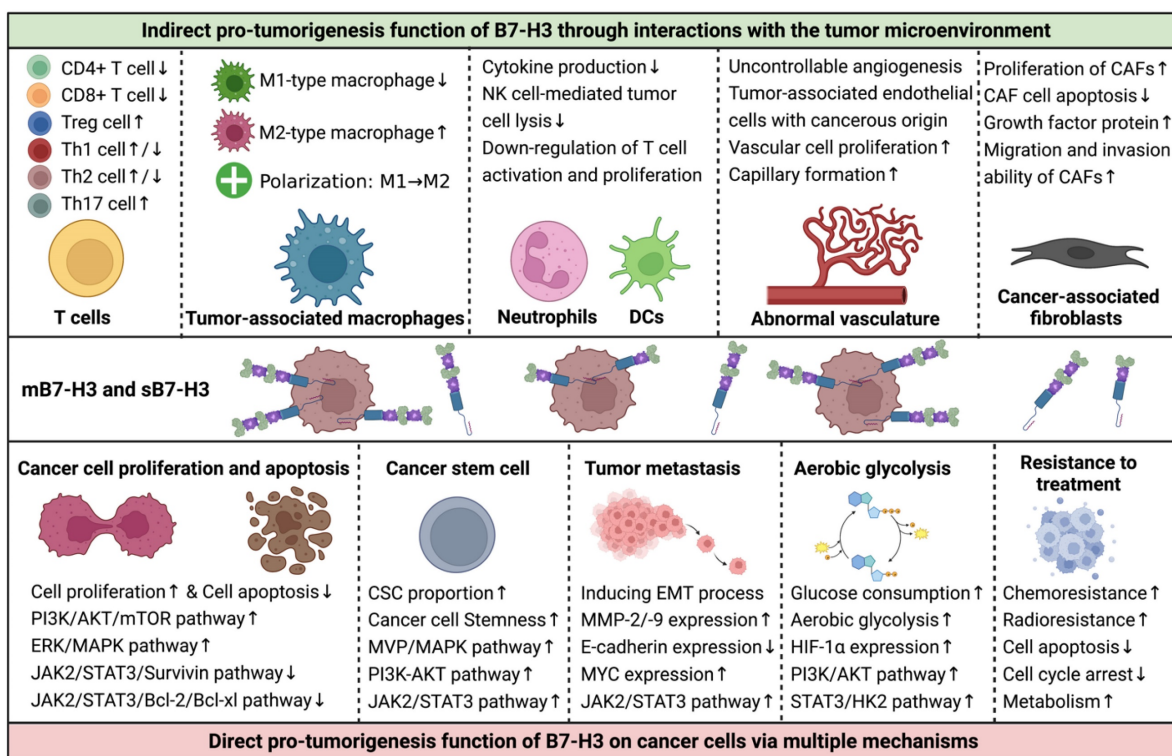 Indirect pro-tumorigenesis function of B7-H3 through interactions with the tumor microenvironment
CD4+ T cell↓
CD8+ T cell↓
Treg cell↑
Th1 cell↑/↓
Th2 cell↑/↓
Th17 cell↑
T cells
M1-type macrophage↓
M2-type macrophage↑
Polarization: M1→M2
Tumor-associated macrophages
Cytokine production↓
NK cell-mediated tumor
cell lysis↓
Down-regulation of T cell
activation and proliferation
Neutrophils
DCs
Uncontrollable angiogenesis
Tumor-associated endothelial
cells with cancerous origin
Vascular cell proliferation↑
Capillary formation↑
Abnormal vasculature
Proliferation of CAFs↑
CAF cell apoptosis↓
Growth factor protein↑
Migration and invasion
ability of CAFs↑
Cancer-associated
fibroblasts
mB7-H3 and sB7-H3
Cancer cell proliferation and apoptosis
Cell proliferation↑ & Cell apoptosis↓
PI3K/AKT/mTOR pathway↑
ERK/MAPK pathway↑
JAK2/STAT3/Survivin pathway↓
JAK2/STAT3/Bcl-2/Bcl-xl pathway↓
Cancer stem cell
CSC proportion↑
Cancer cell Stemness↑
MVP/MAPK pathway↑
PI3K-AKT pathway↑
JAK2/STAT3 pathway↑
Tumor metastasis
Inducing EMT process
MMP-2/-9 expression↑
E-cadherin expression↓
MYC expression↑
JAK2/STAT3 pathway↑
Aerobic glycolysis
Glucose consumption↑
Aerobic glycolysis↑
HIF-1α expression↑
PI3K/AKT pathway↑
STAT3/HK2 pathway↑
Resistance to
treatment
Chemoresistance↑
Radioresistance↑
Cell apoptosis↓
Cell cycle arrest↓
Metabolism↑
Direct pro-tumorigenesis function of B7-H3 on cancer cells via multiple mechanisms